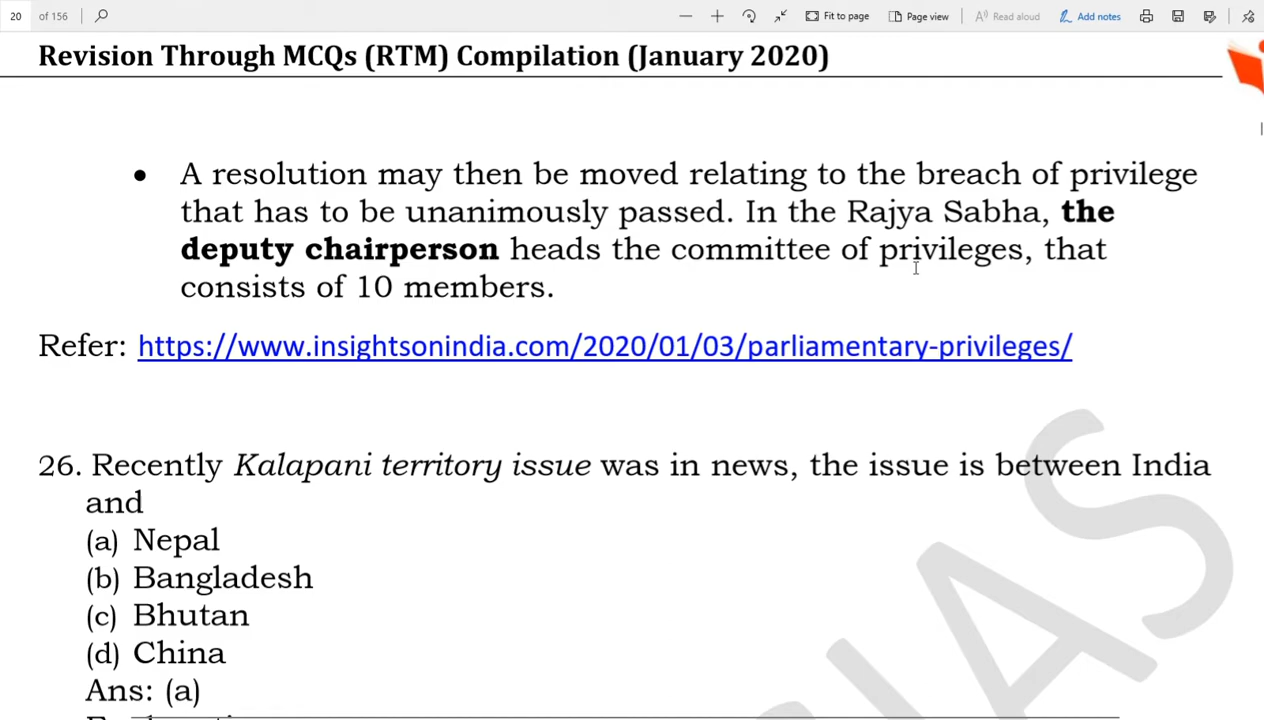 20 of 156 Fit to page Page view Read aloud Add notes
Revision Through MCQs (RTM) Compilation (January 2020)
• A resolution may then be moved relating to the breach of privilege
that has to be unanimously passed. In the Rajya Sabha, the
deputy chairperson heads the committee of privileges, that
consists of 10 members.
Refer: https://www.insightsonindia.com/2020/01/03/parliamentary-privileges/
26. Recently Kalapani territory issue was in news, the issue is between India
and
(a) Nepal
(b) Bangladesh
(c) Bhutan
(d) China
Ans: (a)
IAS